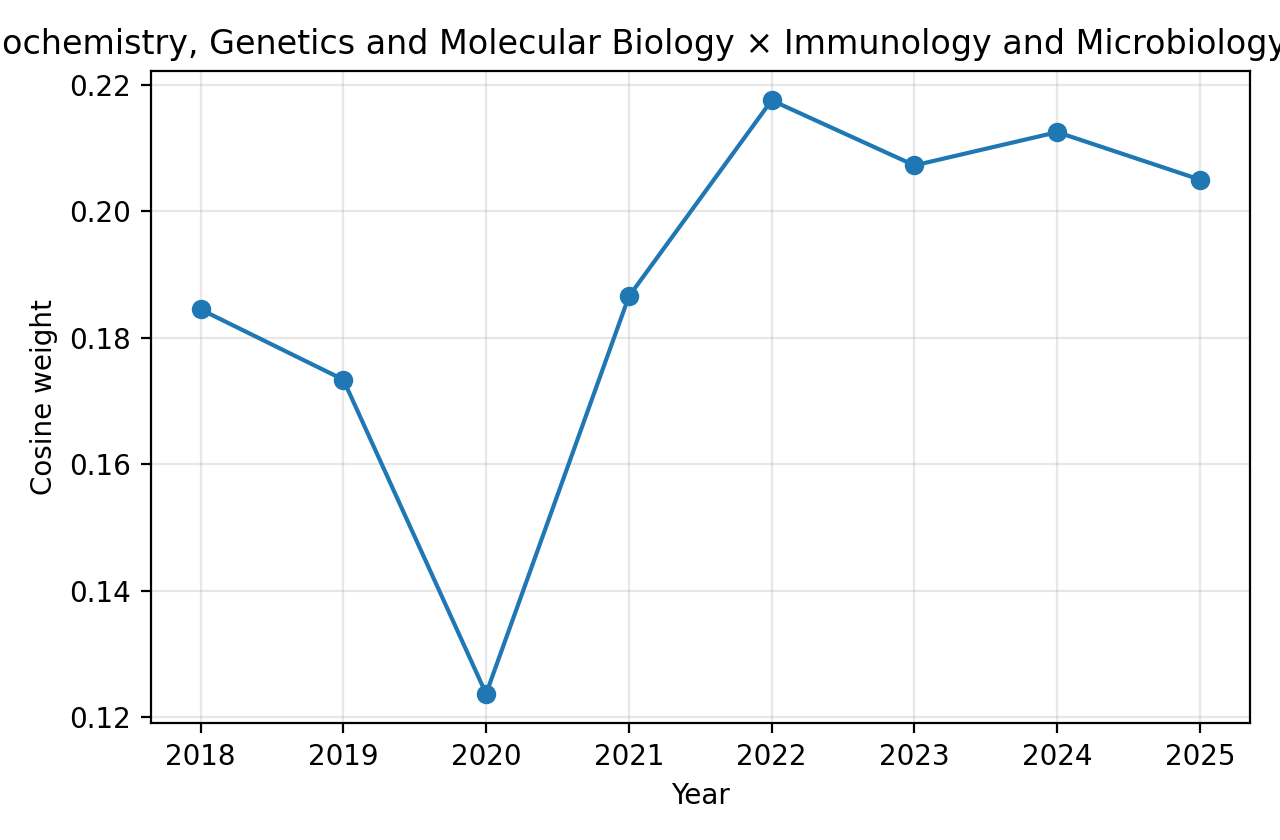 ochemistry, Genetics and Molecular Biology × Immunology and Microbiology
0.22
0.20
0.18
0.16
0.14
0.12
Cosine weight
2018 2019 2020 2021 2022 2023 2024 2025
Year